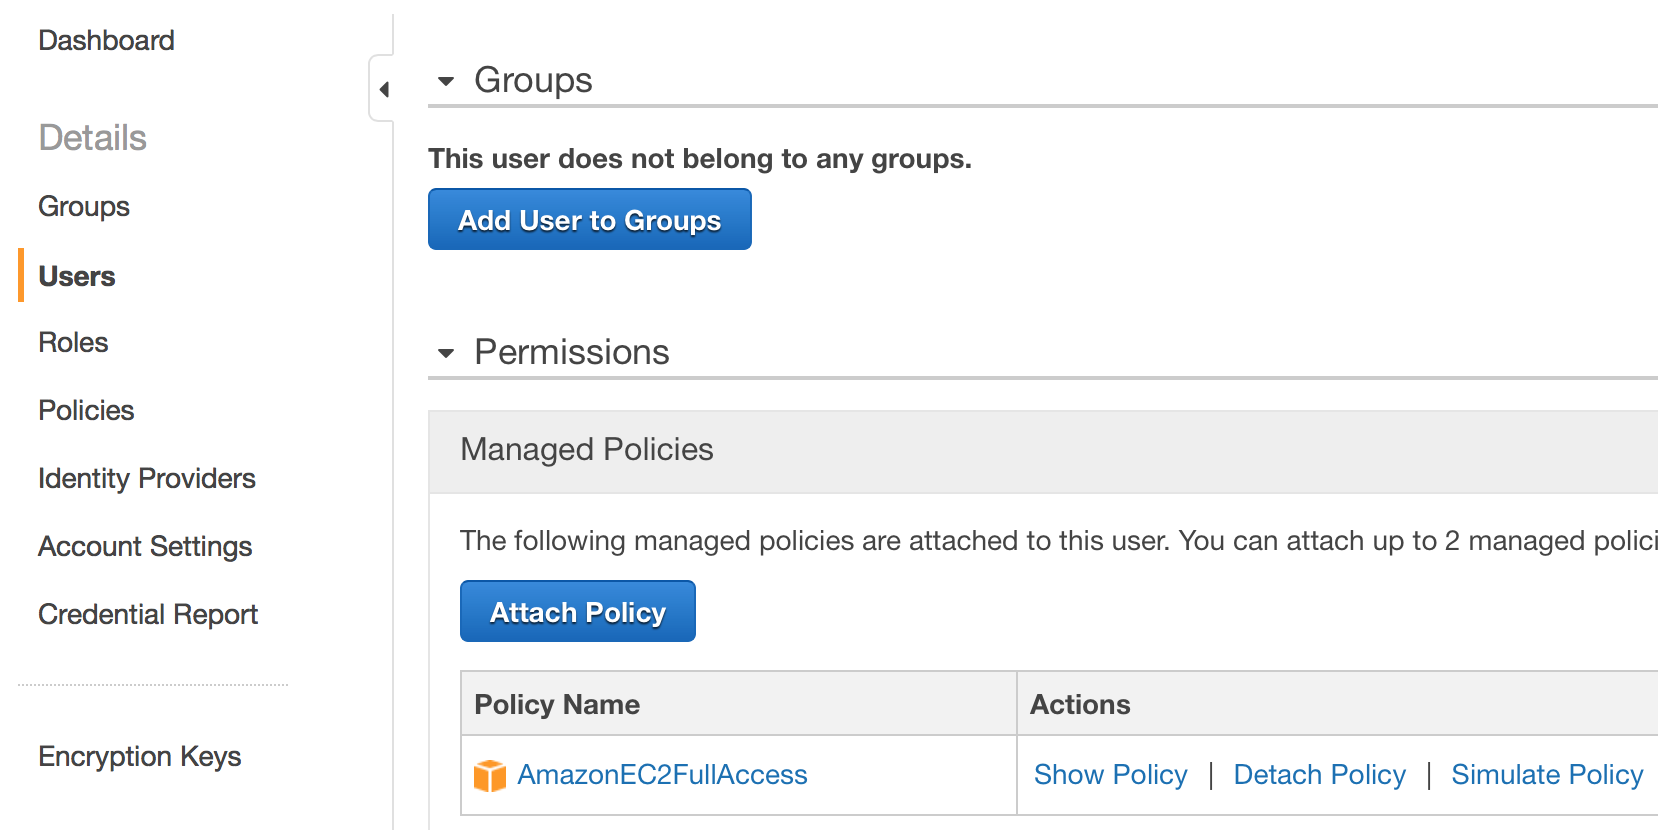 Dashboard
Details
Groups
Users
Roles
Policies
Identity Providers
Account Settings
Credential Report
Encryption Keys
Groups
This user does not belong to any groups.
Add User to Groups
Permissions
Managed Policies
The following managed policies are attached to this user. You can attach up to 2 managed polici
Attach Policy
Policy Name Actions
AmazonEC2FullAccess Show Policy | Detach Policy | Simulate Policy